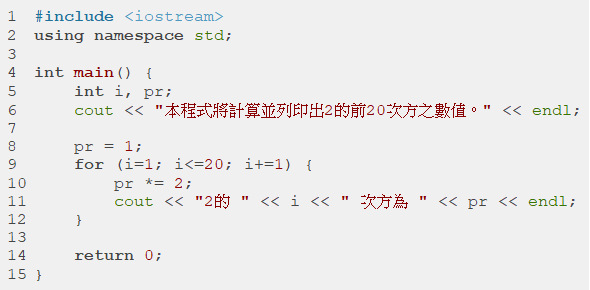 1 #include <iostream>
2 using namespace std;
3
4 int main() {
5     int i, pr;
6     cout << "本程式將計算並列印出2的前20次方之數值。" << endl;
7
8     pr = 1;
9     for (i=1; i<=20; i+=1) {
10         pr *= 2;
11         cout << "2的 " << i << " 次方為 " << pr << endl;
12     }
13
14     return 0;
15 }